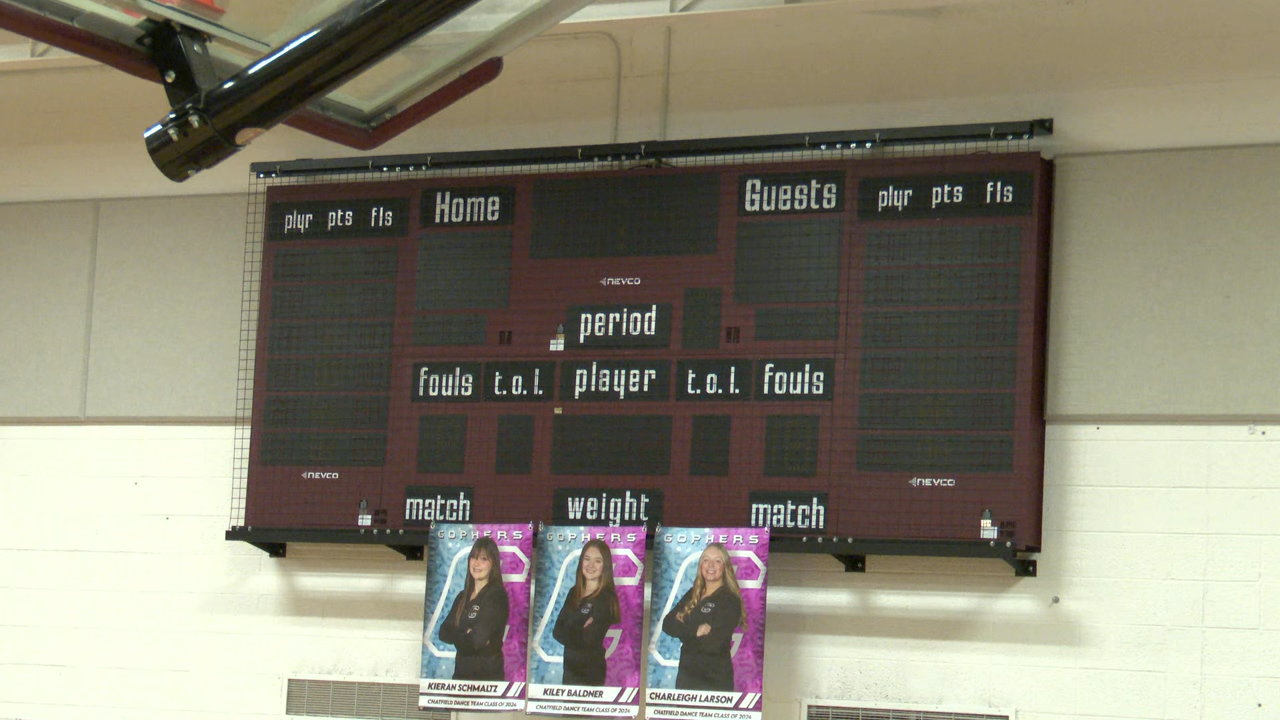 plyr pts fls
Home
Guests
plyr pts fls
NEVCO
period
fouls t.o.l. player t.o.l. fouls
NEVCO
NEVCO
match weight match
GOPHERS
GOPHERS
GOPHERS
KIERAN SCHMALTZ
CHATFIELD DANCE TEAM CLASS OF 2024
KILEY BALDNER
CHATFIELD DANCE TEAM CLASS OF 2024
CHARLEIGH LARSON
CHATFIELD DANCE TEAM CLASS OF 2024